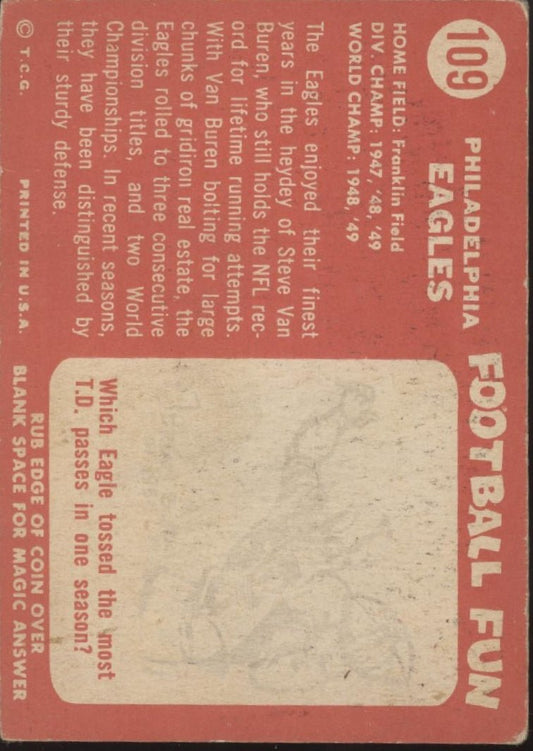 109
PHILADELPHIA
EAGLES
HOME FIELD: Franklin Field
DIV. CHAMP: 1947, '48, '49
WORLD CHAMP: 1948, '49
The Eagles enjoyed their finest
years in the heydey of Steve Van
Buren, who still holds the NFL rec-
ord for lifetime running attempts.
With Van Buren bolting for large
chunks of gridiron real estate, the
Eagles rolled to three consecutive
division titles, and two World
Championships. In recent seasons,
they have been distinguished by
their sturdy defense.
© T.C.G. PRINTED IN U.S.A.
FOOTBALL FUN
Which Eagle tossed the most
T.D. passes in one season?
RUB EDGE OF COIN OVER
BLANK SPACE FOR MAGIC ANSWER